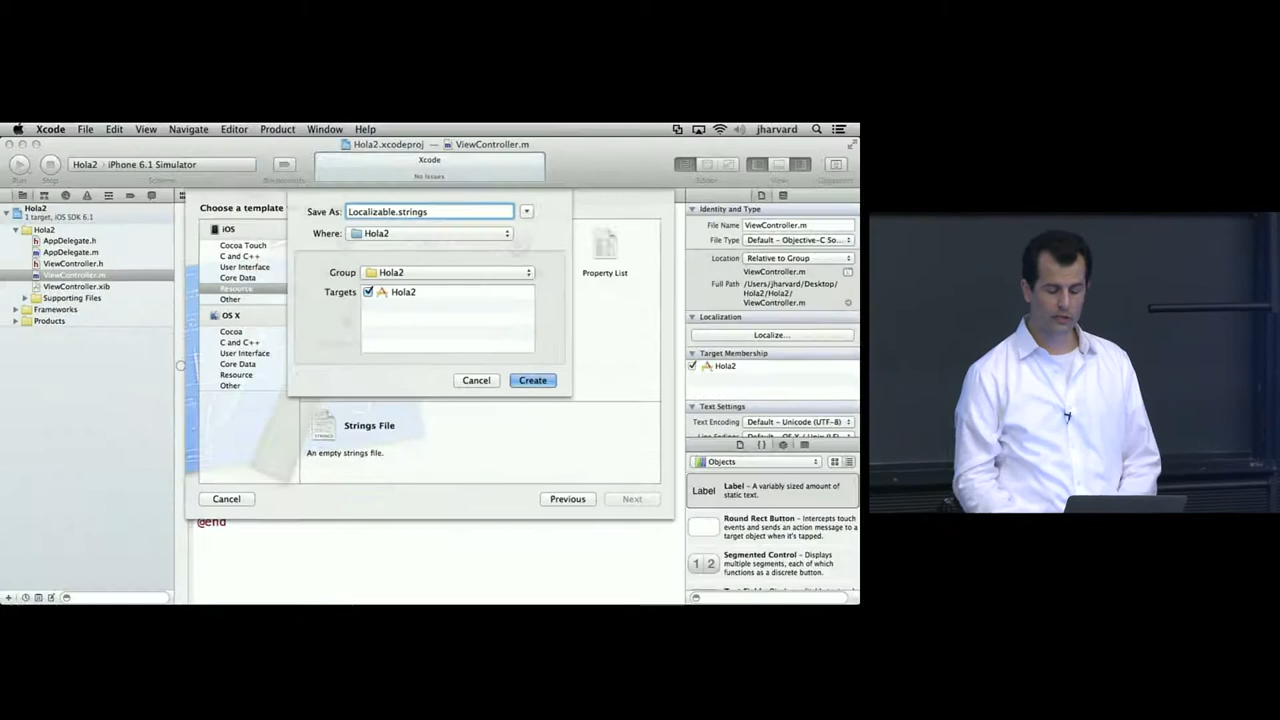 Xcode File Edit View Navigate Editor Product Window Help jharvard
Hola2.xcodeproj — ViewController.m
Hola2 › iPhone 6.1 Simulator
Xcode
No Issues
Run Stop Scheme Breakpoints Editor View Organizer
Hola2
1 target, iOS SDK 6.1
Hola2
AppDelegate.h
AppDelegate.m
ViewController.h
ViewController.m
ViewController.xib
Supporting Files
Frameworks
Products
Choose a template
iOS
Cocoa Touch
C and C++
User Interface
Core Data
Resource
Other
OS X
Cocoa
C and C++
User Interface
Core Data
Resource
Other
Save As: Localizable.strings
Where: Hola2
Group Hola2
Targets Hola2
Cancel Create
Property List
STRINGS
Strings File
An empty strings file.
Cancel Previous Next
@end
Identity and Type
File Name ViewController.m
File Type Default - Objective-C So...
Location Relative to Group
ViewController.m
Full Path /Users/jharvard/Desktop/
Hola2/Hola2/
ViewController.m
Localization
Localize...
Target Membership
Hola2
Text Settings
Text Encoding Default - Unicode (UTF-8)
Objects
Label Label - A variably sized amount of
static text.
Round Rect Button - Intercepts touch
events and sends an action message to a
target object when it's tapped.
1 2 Segmented Control - Displays
multiple segments, each of which
functions as a discrete button.